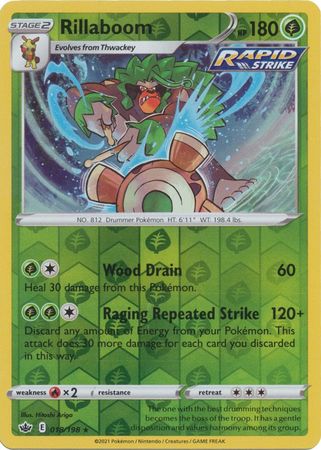 STAGE2 Rillaboom HP 180
Evolves from Thwackey
RAPID
STRIKE
NO. 812 Drummer Pokémon HT: 6'11" WT: 198.4 lbs.
Wood Drain 60
Heal 30 damage from this Pokémon.
Raging Repeated Strike 120+
Discard any amount of Energy from your Pokémon. This
attack does 30 more damage for each card you discarded
in this way.
weakness ×2 resistance retreat
Illus. Hitoshi Ariga
E 018/198 ★
The one with the best drumming techniques
becomes the boss of the troop. It has a gentle
disposition and values harmony among its group.
©2021 Pokémon / Nintendo / Creatures / GAME FREAK